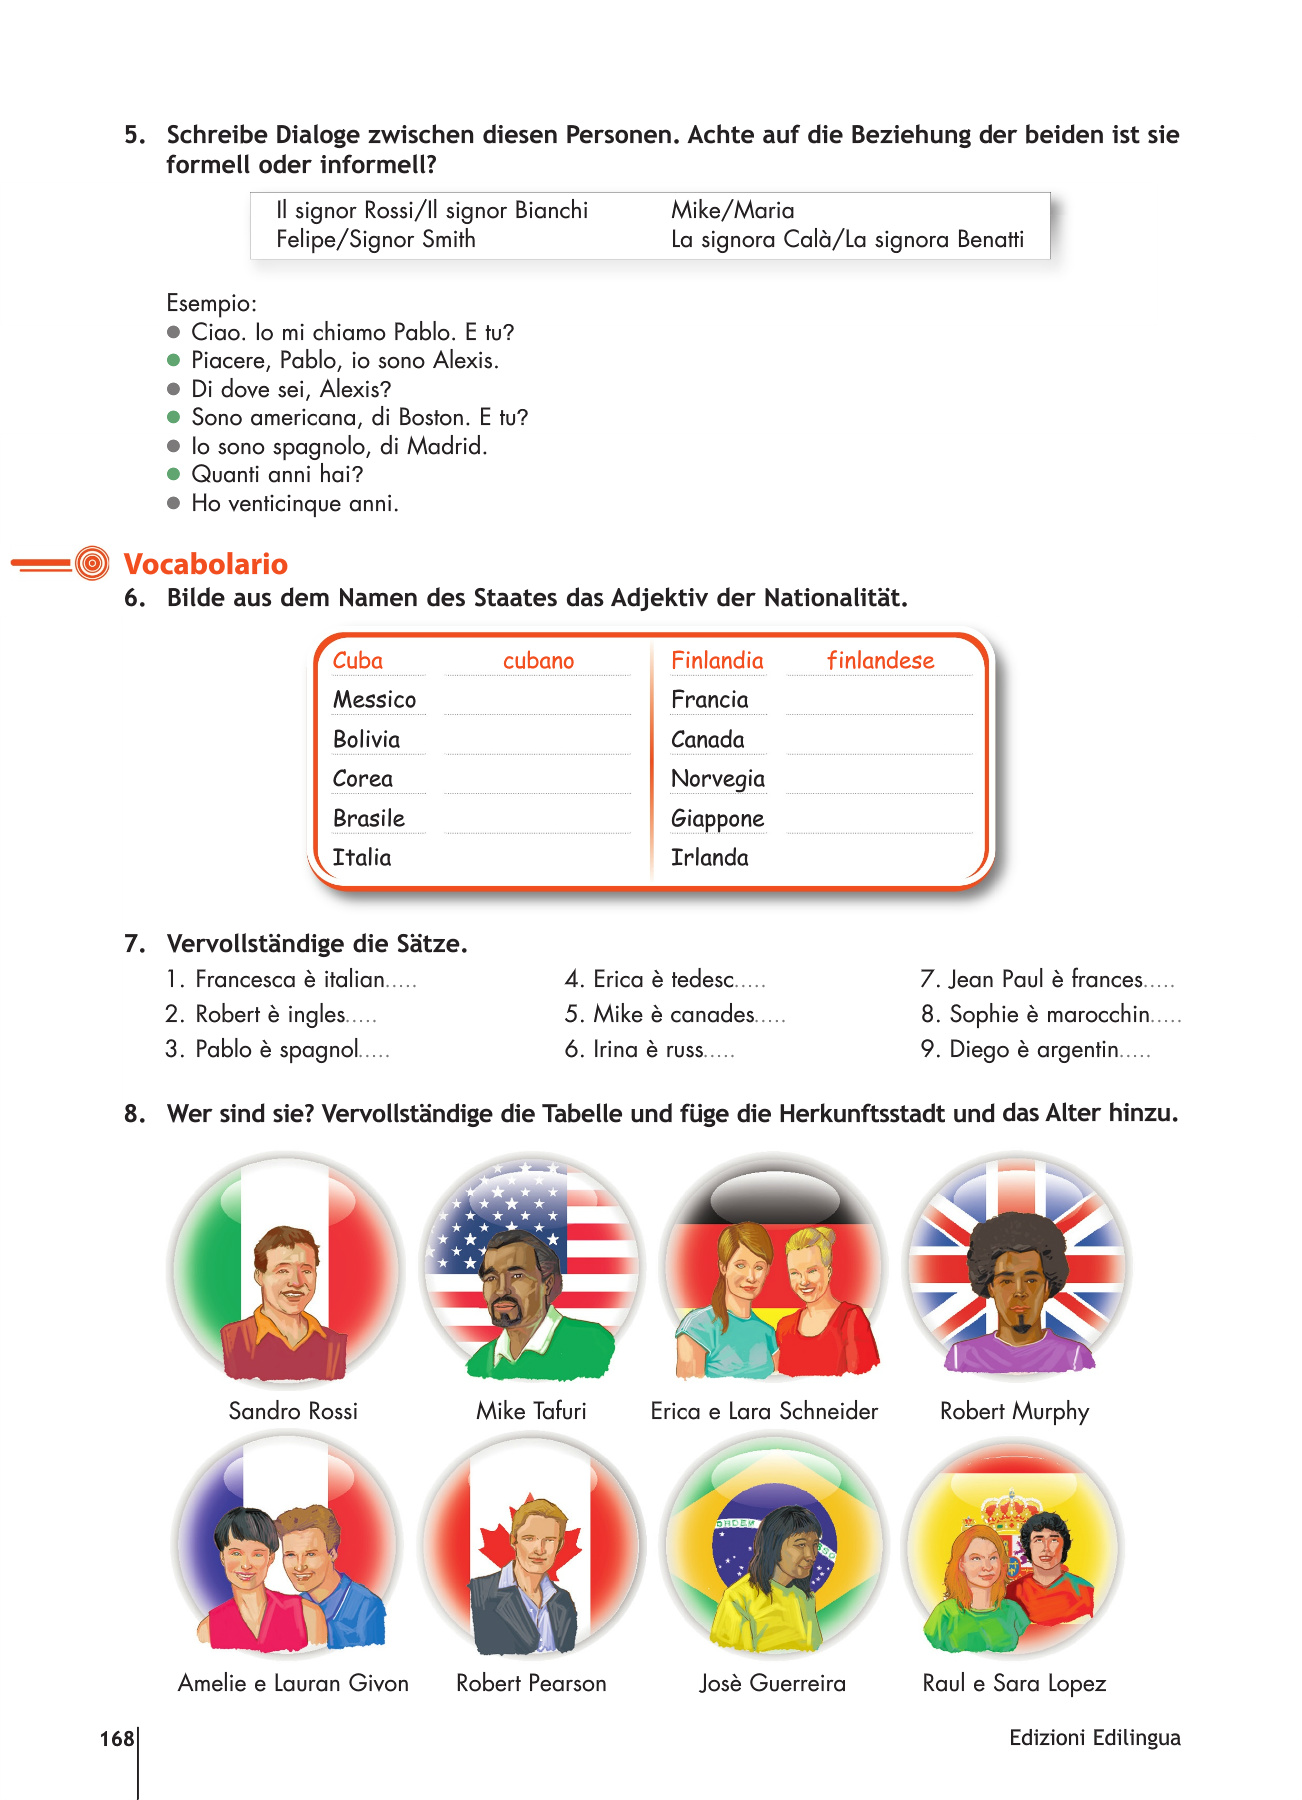 5. Schreibe Dialoge zwischen diesen Personen. Achte auf die Beziehung der beiden ist sie
formell oder informell?
Il signor Rossi/Il signor Bianchi Mike/Maria
Felipe/Signor Smith La signora Calà/La signora Benatti
Esempio:
● Ciao. Io mi chiamo Pablo. E tu?
● Piacere, Pablo, io sono Alexis.
● Di dove sei, Alexis?
● Sono americana, di Boston. E tu?
● Io sono spagnolo, di Madrid.
● Quanti anni hai?
● Ho venticinque anni.
Vocabolario
6. Bilde aus dem Namen des Staates das Adjektiv der Nationalität.
Cuba cubano Finlandia finlandese
Messico Francia
Bolivia Canada
Corea Norvegia
Brasile Giappone
Italia Irlanda
7. Vervollständige die Sätze.
1. Francesca è italian..... 4. Erica è tedesc..... 7. Jean Paul è frances.....
2. Robert è ingles..... 5. Mike è canades..... 8. Sophie è marocchin.....
3. Pablo è spagnol..... 6. Irina è russ..... 9. Diego è argentin.....
8. Wer sind sie? Vervollständige die Tabelle und füge die Herkunftsstadt und das Alter hinzu.
Sandro Rossi Mike Tafuri Erica e Lara Schneider Robert Murphy
Amelie e Lauran Givon Robert Pearson Josè Guerreira Raul e Sara Lopez
168 Edizioni Edilingua